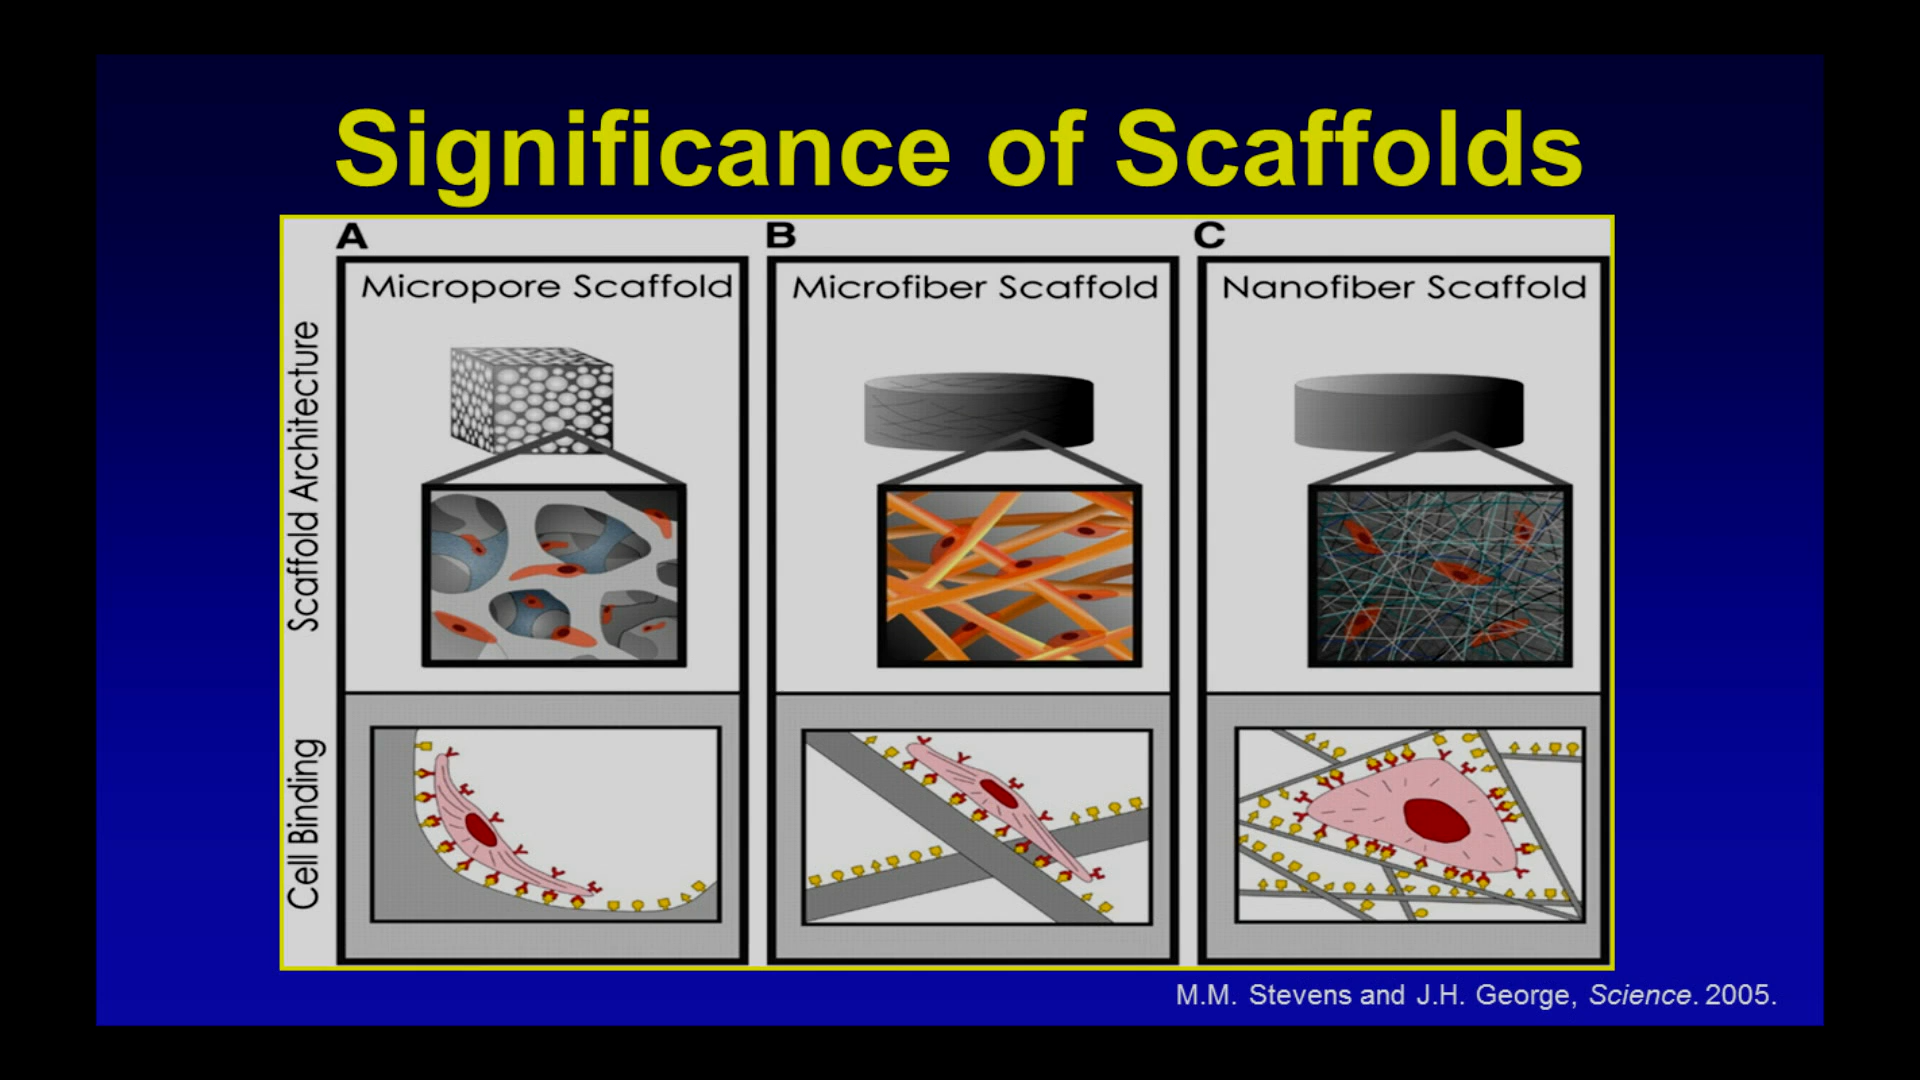 Significance of Scaffolds
A
B
C
Micropore Scaffold
Microfiber Scaffold
Nanofiber Scaffold
Scaffold Architecture
Cell Binding
M.M. Stevens and J.H. George, Science. 2005.